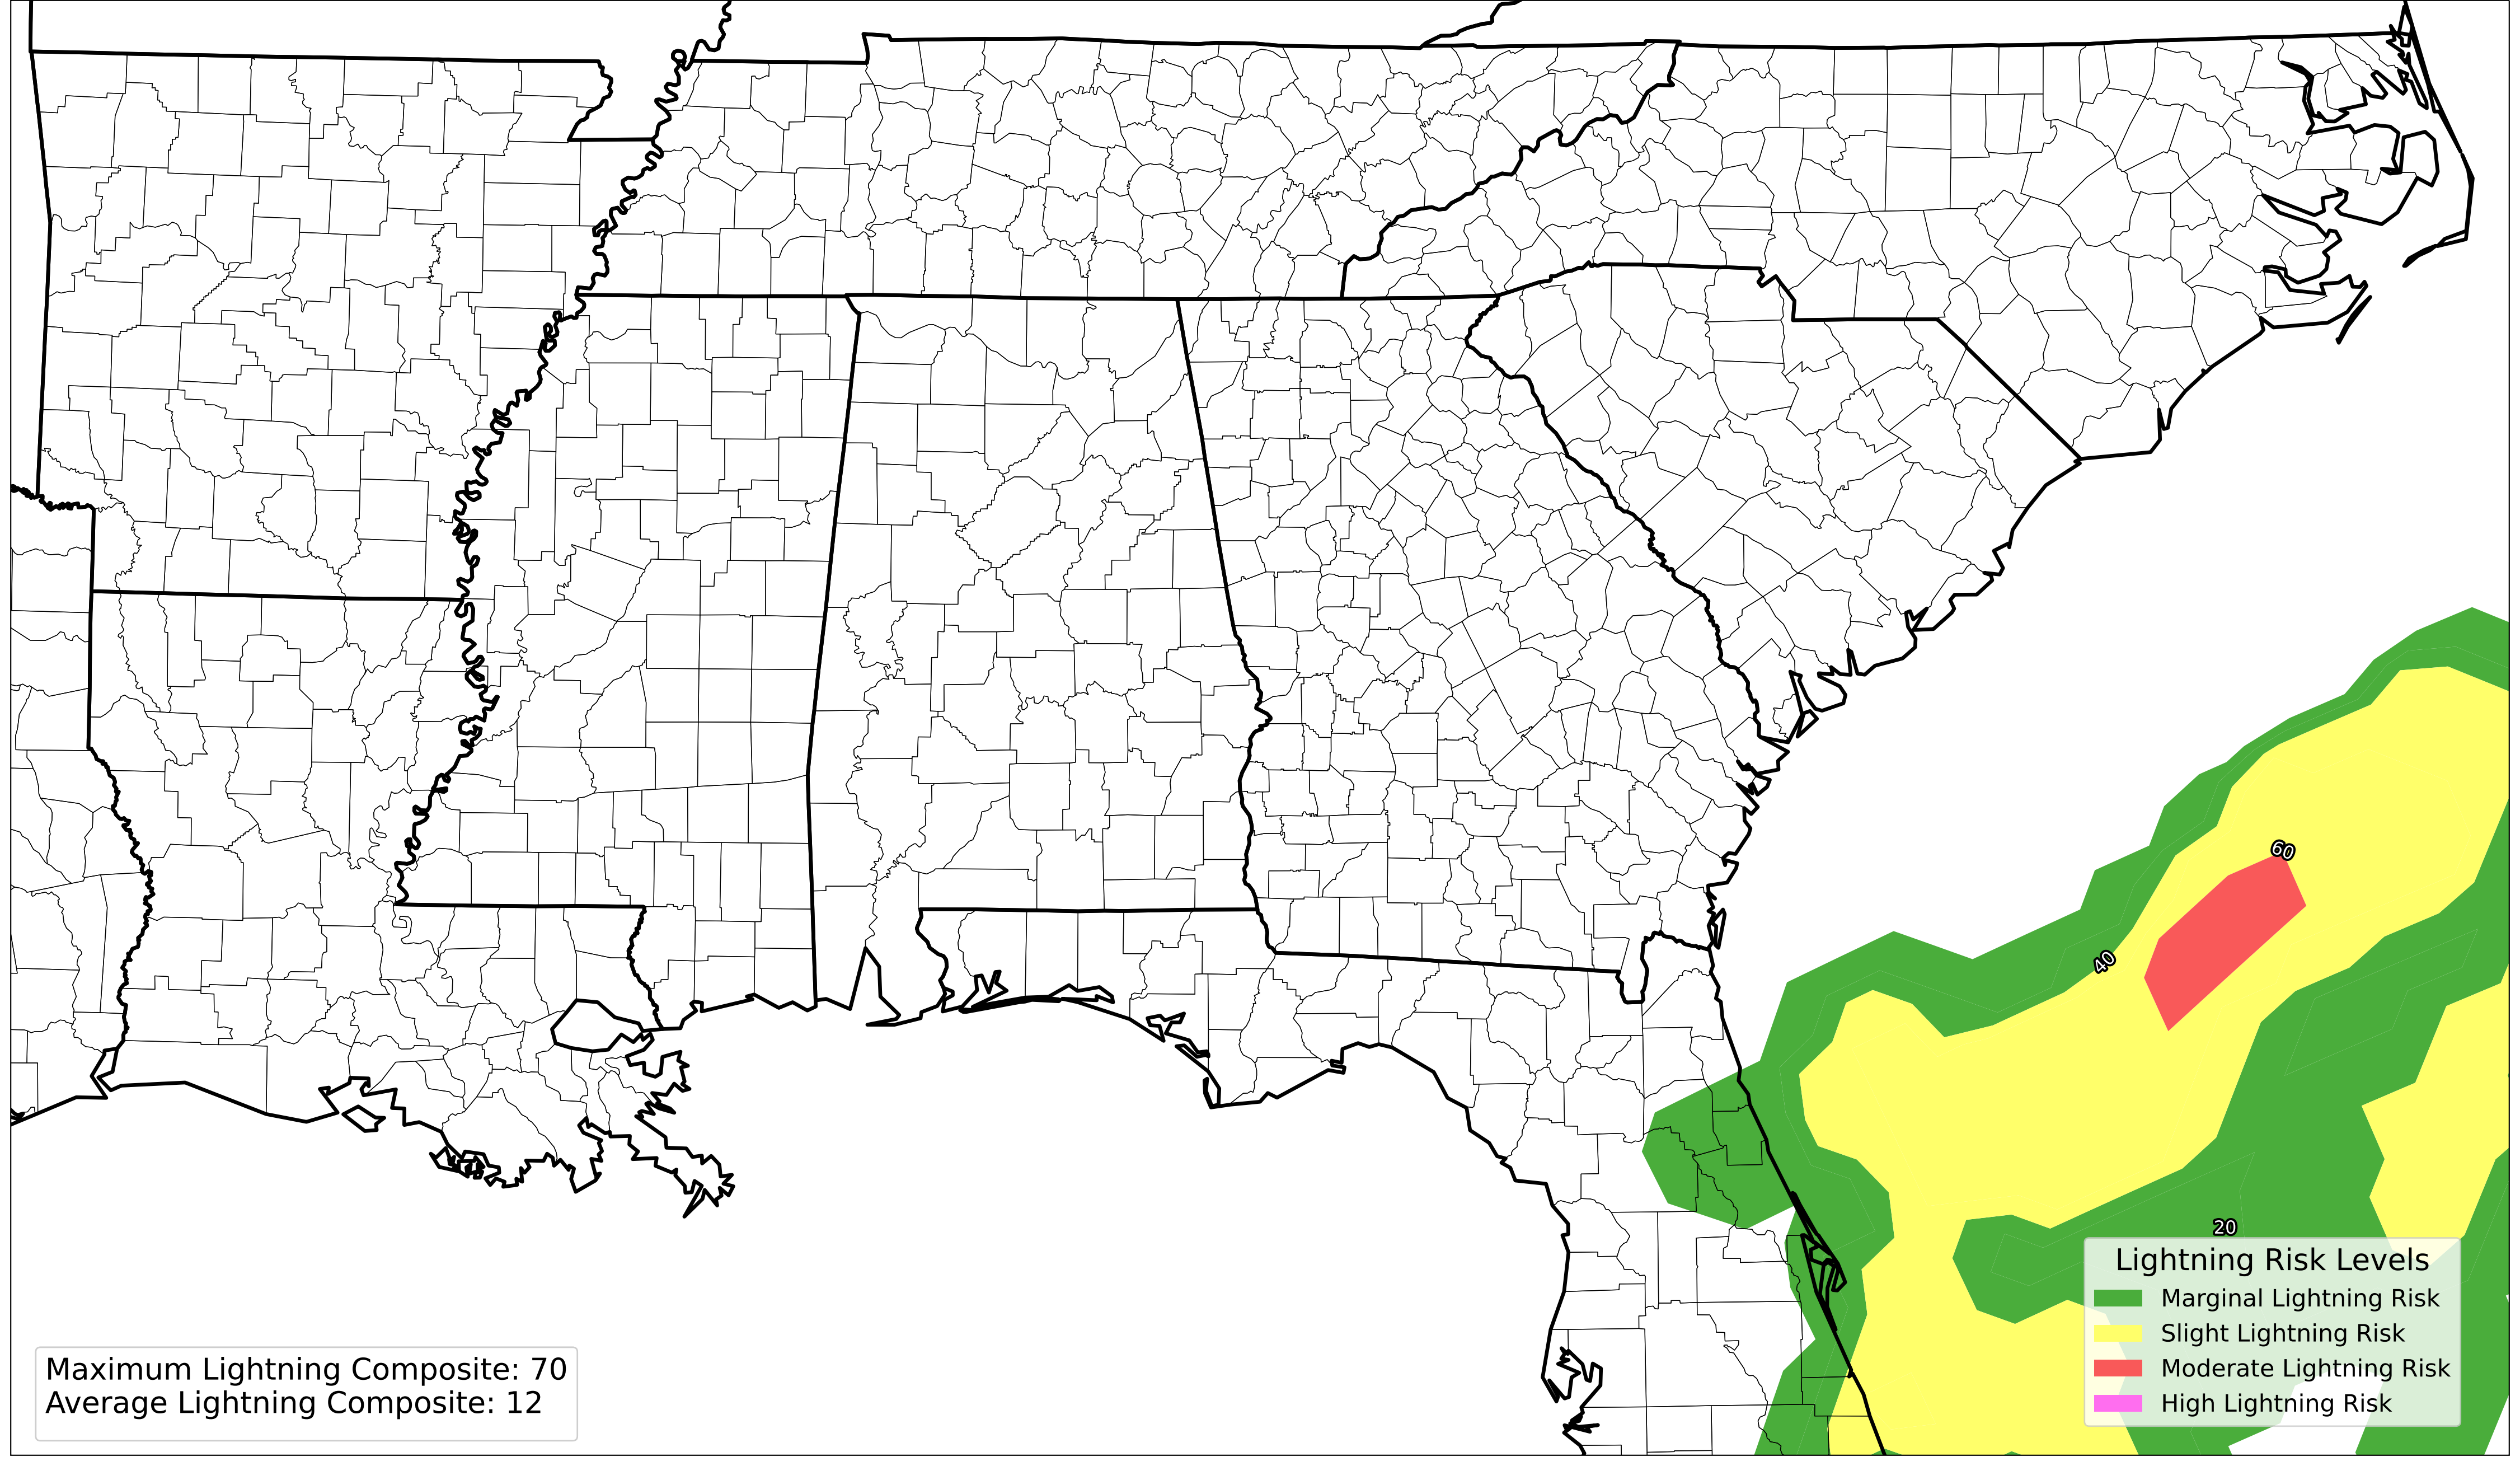 60
40
20
Lightning Risk Levels
Marginal Lightning Risk
Slight Lightning Risk
Moderate Lightning Risk
High Lightning Risk
Maximum Lightning Composite: 70
Average Lightning Composite: 12